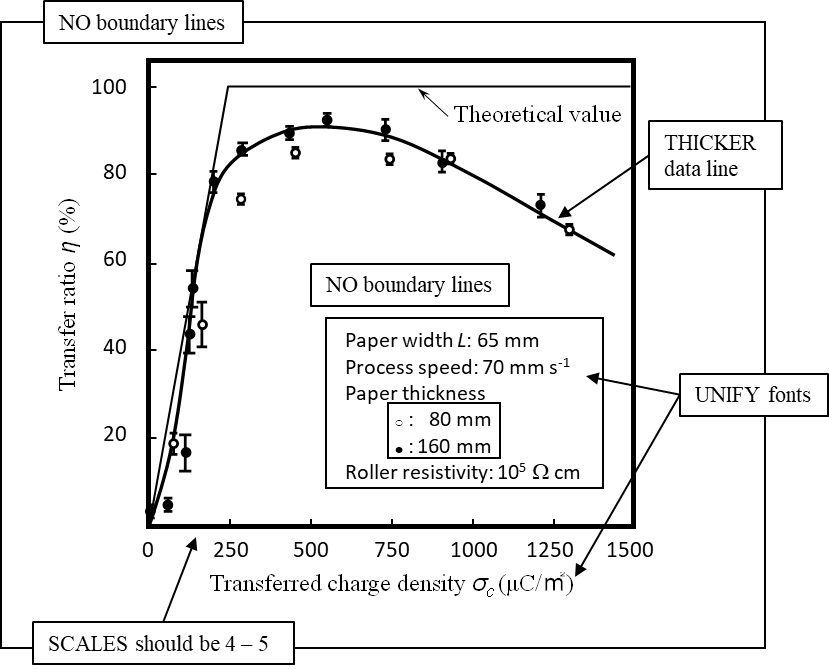 NO boundary lines
100
Theoretical value
THICKER
data line
80
Transfer ratio η (%)
60
NO boundary lines
Paper width L: 65 mm
Process speed: 70 mm s-1
40
Paper thickness
UNIFY fonts
○ : 80 mm
20
● : 160 mm
Roller resistivity: 10⁵ Ω cm
0 250 500 750 1000 1250 1500
Transferred charge density σc (μC/㎡)
SCALES should be 4 – 5